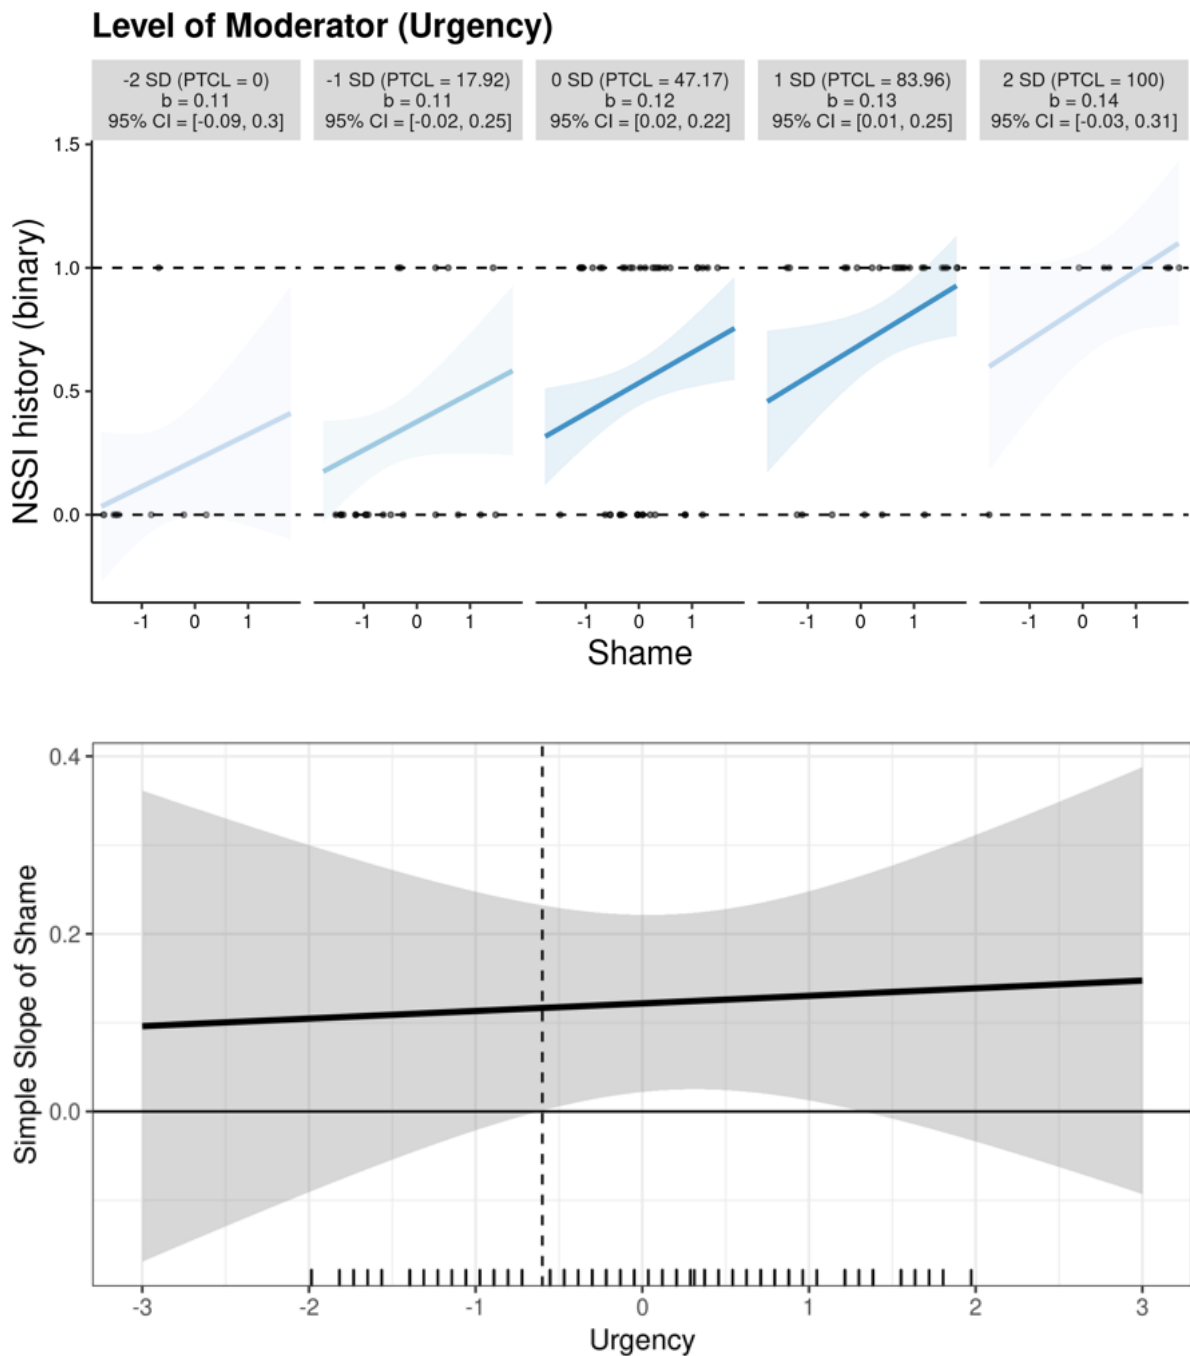 Level of Moderator (Urgency)
-2 SD (PTCL = 0)
b = 0.11
95% CI = [-0.09, 0.3]
-1 SD (PTCL = 17.92)
b = 0.11
95% CI = [-0.02, 0.25]
0 SD (PTCL = 47.17)
b = 0.12
95% CI = [0.02, 0.22]
1 SD (PTCL = 83.96)
b = 0.13
95% CI = [0.01, 0.25]
2 SD (PTCL = 100)
b = 0.14
95% CI = [-0.03, 0.31]
NSSI history (binary)
1.5
1.0
0.5
0.0
-1 0 1
-1 0 1
-1 0 1
-1 0 1
-1 0 1
Shame
Simple Slope of Shame
0.4
0.2
0.0
-3 -2 -1 0 1 2 3
Urgency